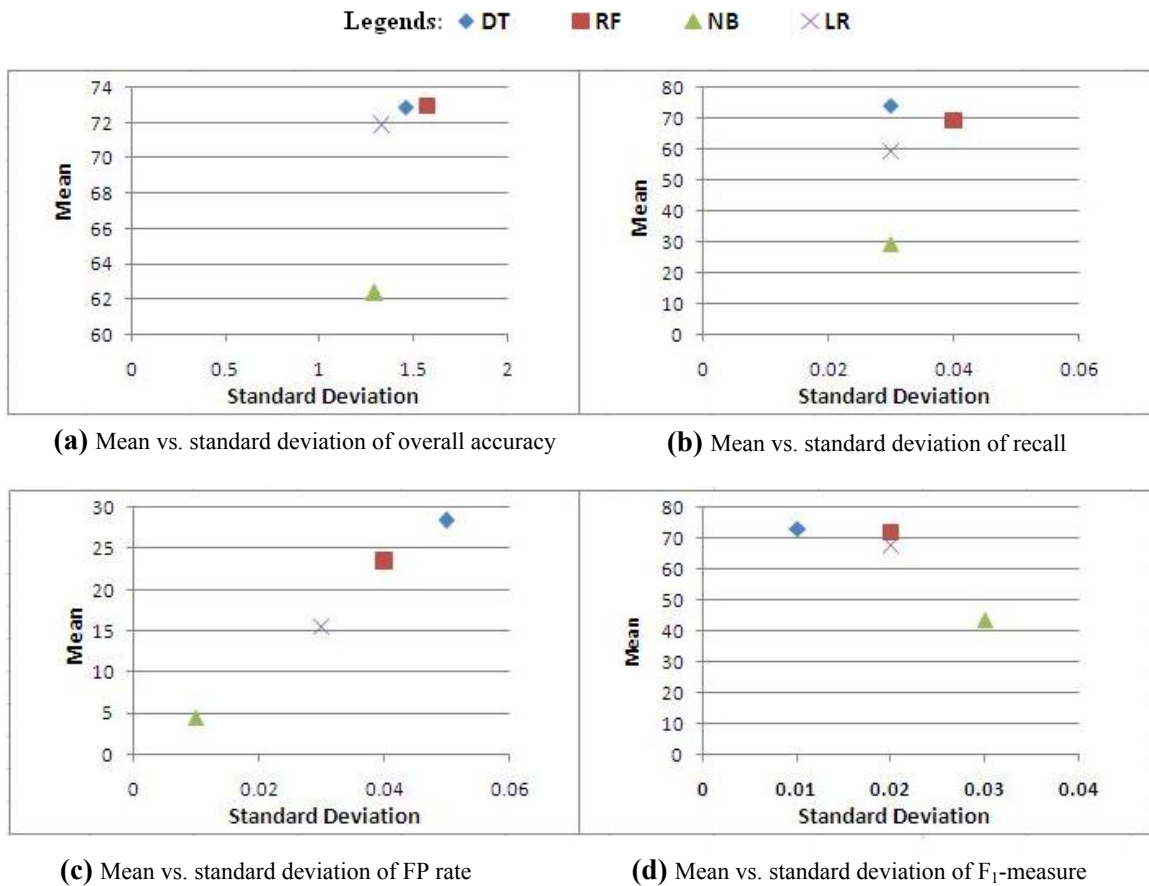 Legends: DT RF NB LR
74
72
70
68
66
64
62
60
Mean
0 0.5 1 1.5 2
Standard Deviation
80
70
60
50
40
30
20
10
0
Mean
0 0.02 0.04 0.06
Standard Deviation
(a) Mean vs. standard deviation of overall accuracy
(b) Mean vs. standard deviation of recall
30
25
20
15
10
5
0
Mean
0 0.02 0.04 0.06
Standard Deviation
80
70
60
50
40
30
20
10
0
Mean
0 0.01 0.02 0.03 0.04
Standard Deviation
(c) Mean vs. standard deviation of FP rate
(d) Mean vs. standard deviation of F₁-measure